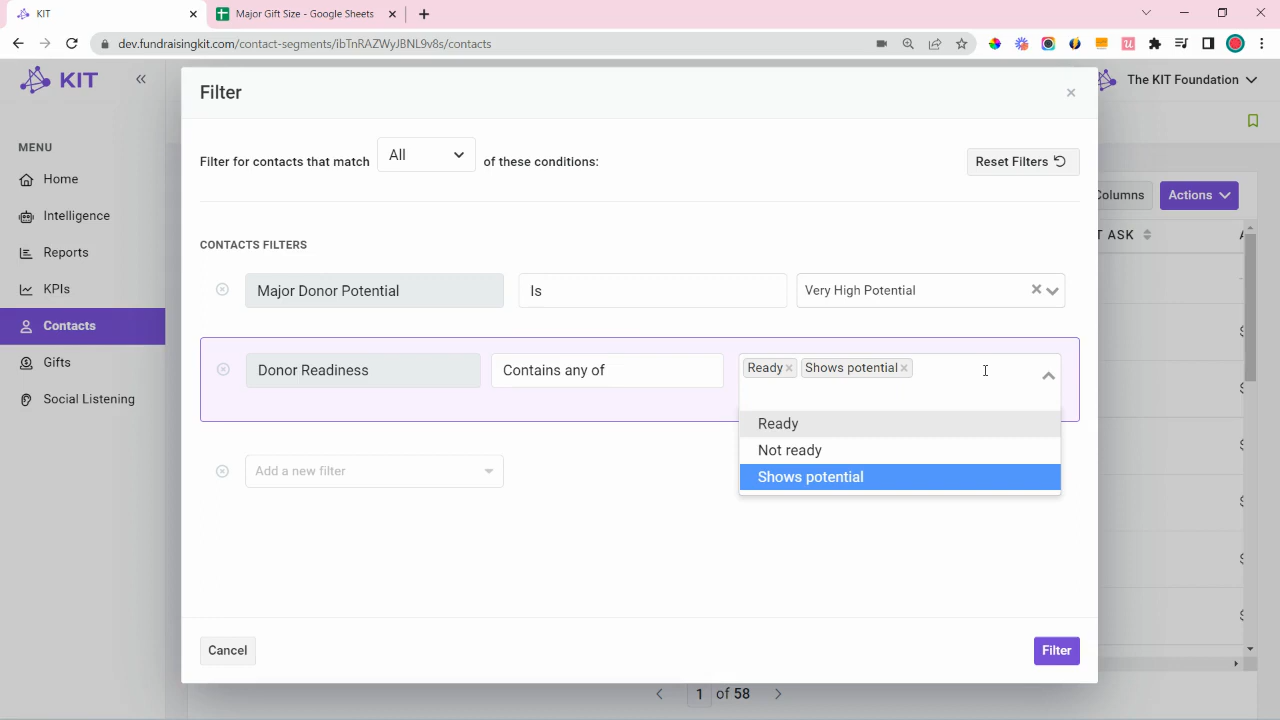 KIT
Major Gift Size - Google Sheets
dev.fundraisingkit.com/contact-segments/ibTnRAZWyJBNL9s8s/contacts
KIT
The KIT Foundation
Filter
Filter for contacts that match All of these conditions:
Reset Filters
MENU
Home
Intelligence
Reports
KPIs
Contacts
Gifts
Social Listening
Columns
Actions
T ASK
CONTACTS FILTERS
Major Donor Potential
Is
Very High Potential
Donor Readiness
Contains any of
Ready
Shows potential
Ready
Not ready
Shows potential
Add a new filter
Cancel
Filter
1 of 58